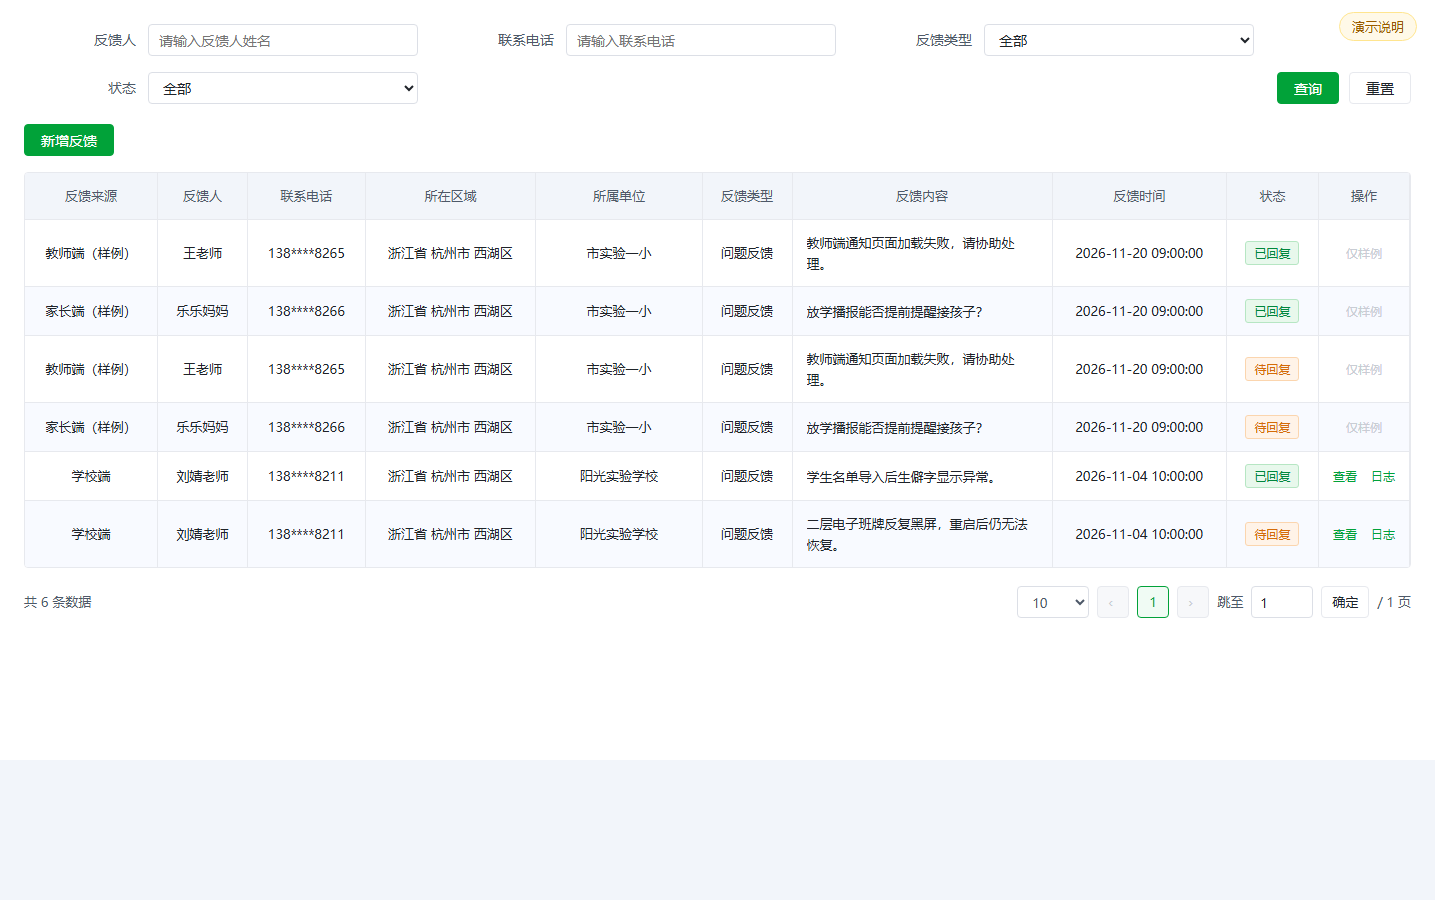 反馈人 请输入反馈人姓名 联系电话 请输入联系电话 反馈类型 全部 演示说明
状态 全部 查询 重置
新增反馈
反馈来源 反馈人 联系电话 所在区域 所属单位 反馈类型 反馈内容 反馈时间 状态 操作
教师端（样例） 王老师 138****8265 浙江省 杭州市 西湖区 市实验一小 问题反馈 教师端通知页面加载失败，请协助处
理。 2026-11-20 09:00:00 已回复 仅样例
家长端（样例） 乐乐妈妈 138****8266 浙江省 杭州市 西湖区 市实验一小 问题反馈 放学播报能否提前提醒接孩子？ 2026-11-20 09:00:00 已回复 仅样例
教师端（样例） 王老师 138****8265 浙江省 杭州市 西湖区 市实验一小 问题反馈 教师端通知页面加载失败，请协助处
理。 2026-11-20 09:00:00 待回复 仅样例
家长端（样例） 乐乐妈妈 138****8266 浙江省 杭州市 西湖区 市实验一小 问题反馈 放学播报能否提前提醒接孩子？ 2026-11-20 09:00:00 待回复 仅样例
学校端 刘婧老师 138****8211 浙江省 杭州市 西湖区 阳光实验学校 问题反馈 学生名单导入后生僻字显示异常。 2026-11-04 10:00:00 已回复 查看 日志
学校端 刘婧老师 138****8211 浙江省 杭州市 西湖区 阳光实验学校 问题反馈 二层电子班牌反复黑屏，重启后仍无法
恢复。 2026-11-04 10:00:00 待回复 查看 日志
共 6 条数据 10 ‹ 1 › 跳至 1 确定 / 1 页